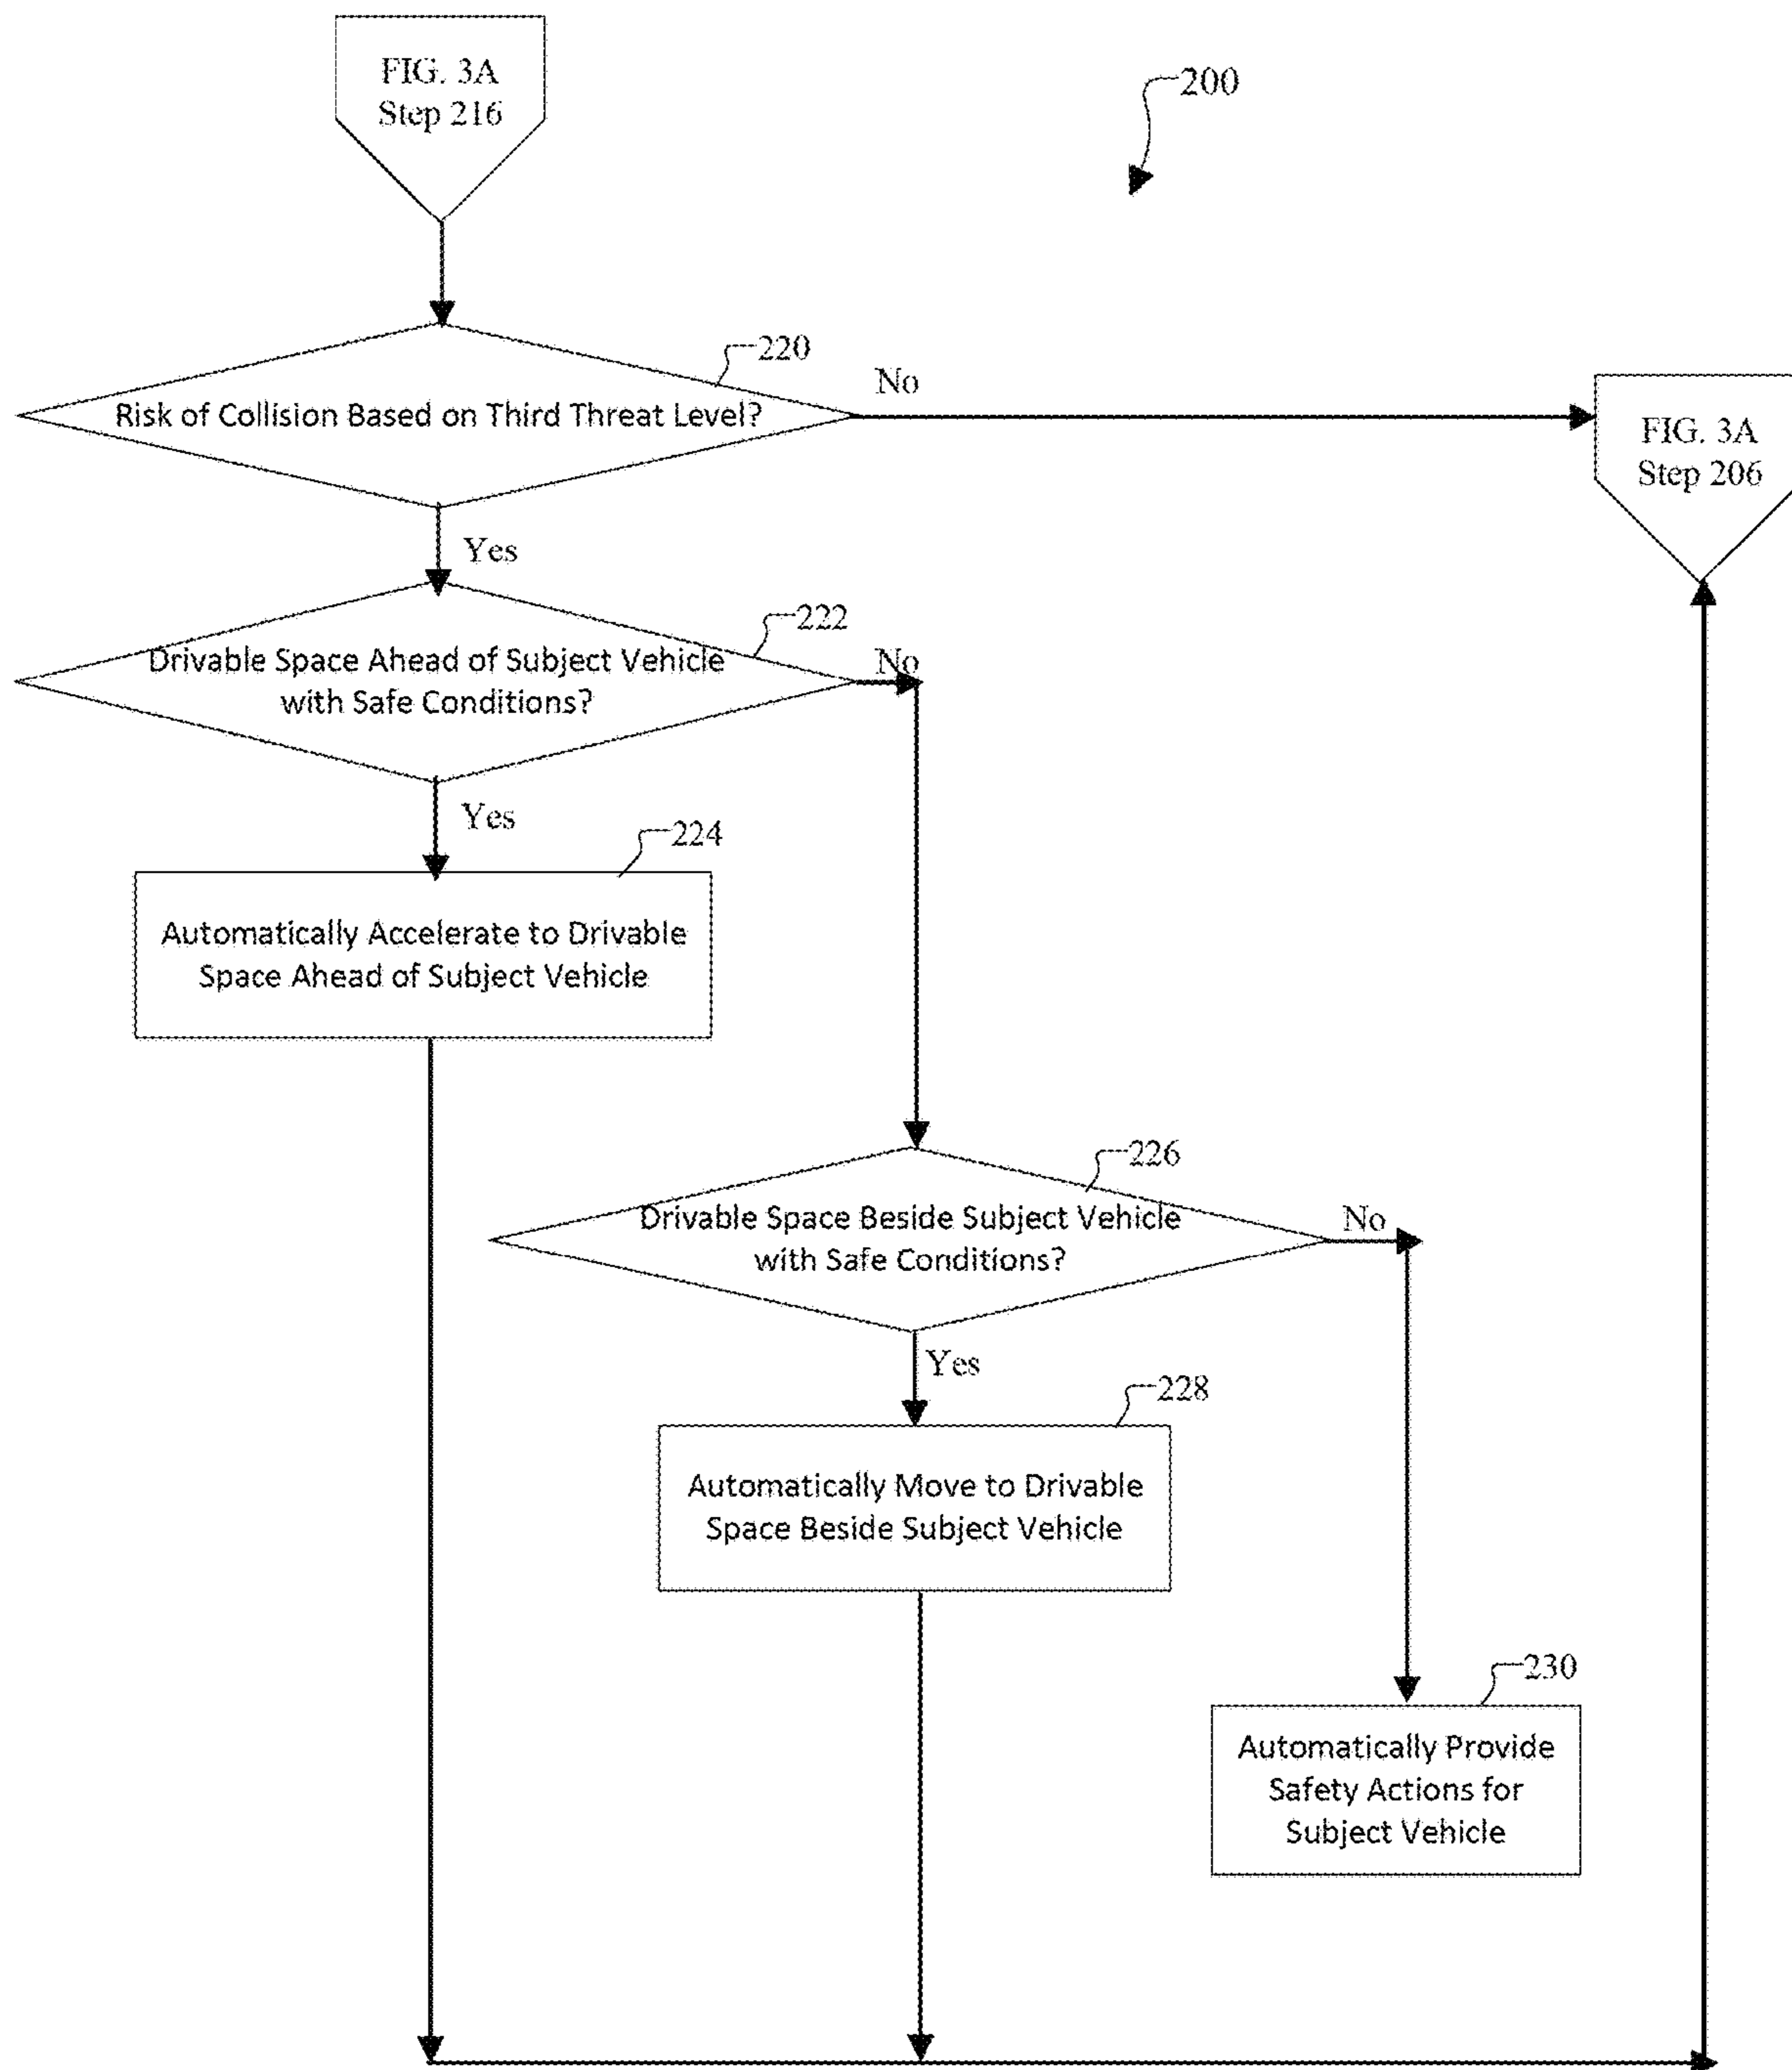 FIG. 3A
Step 216
200
220
Risk of Collision Based on Third Threat Level?
No
FIG. 3A
Step 206
Yes
222
Drivable Space Ahead of Subject Vehicle
with Safe Conditions?
No
Yes
224
Automatically Accelerate to Drivable
Space Ahead of Subject Vehicle
226
Drivable Space Beside Subject Vehicle
with Safe Conditions?
No
Yes
228
Automatically Move to Drivable
Space Beside Subject Vehicle
230
Automatically Provide
Safety Actions for
Subject Vehicle